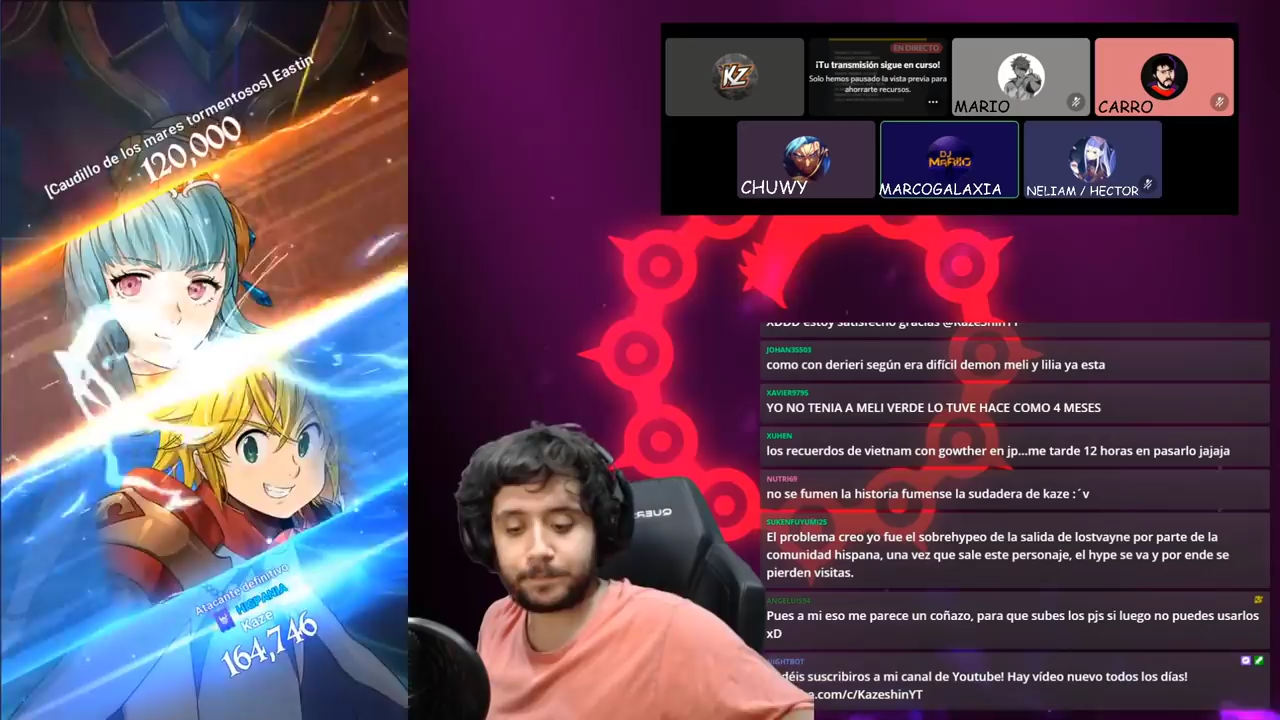 [Caudillo de los mares tormentosos] Eastin
120,000
Atacante definitivo
HISPANIA
Kaze
164,746
KZ
EN DIRECTO
¡Tu transmisión sigue en curso!
Solo hemos pausado la vista previa para
ahorrarte recursos.
MARIO
CARRO
CHUWY
DJ
MARIIO
MARCOGALAXIA
NELIAM / HECTOR
XDDD estoy satisfecho gracias @KazeShinYT
JOHAN35503
como con derieri según era difícil demon meli y lilia ya esta
XAVIER9795
YO NO TENIA A MELI VERDE LO TUVE HACE COMO 4 MESES
XUHEN
los recuerdos de vietnam con gowther en jp...me tarde 12 horas en pasarlo jajaja
NUTRI69
no se fumen la historia fumense la sudadera de kaze :´v
SUKENFUYUMI25
El problema creo yo fue el sobrehypeo de la salida de lostvayne por parte de la
comunidad hispana, una vez que sale este personaje, el hype se va y por ende se
pierden visitas.
Pues a mi eso me parece un coñazo, para que subes los pjs si luego no puedes usarlos
xD
NIGHTBOT
déis suscribiros a mi canal de Youtube! Hay vídeo nuevo todos los días!
.com/c/KazeshinYT